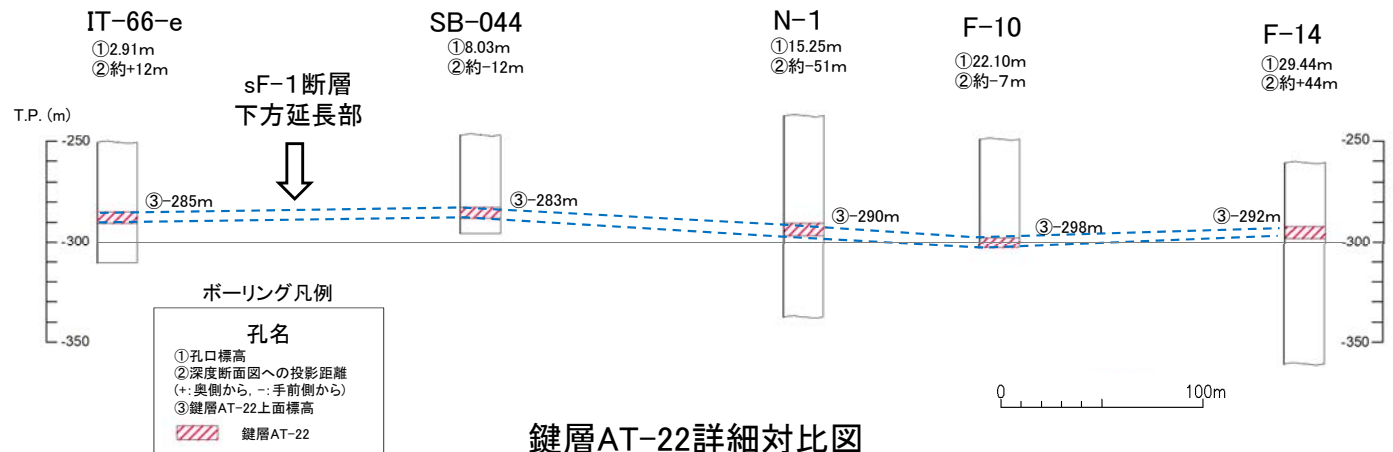 IT-66-e
①2.91m
②約+12m
SB-044
①8.03m
②約-12m
N-1
①15.25m
②約-51m
F-10
①22.10m
②約-7m
F-14
①29.44m
②約+44m
sF-1断層
下方延長部
T.P. (m)
-250
-300
-350
③-285m
③-283m
③-290m
③-298m
③-292m
-250
-300
-350
ボーリング凡例
孔名
①孔口標高
②深度断面図への投影距離
(+:奥側から, -:手前側から)
③鍵層AT-22上面標高
鍵層AT-22
0 100m
鍵層AT-22詳細対比図